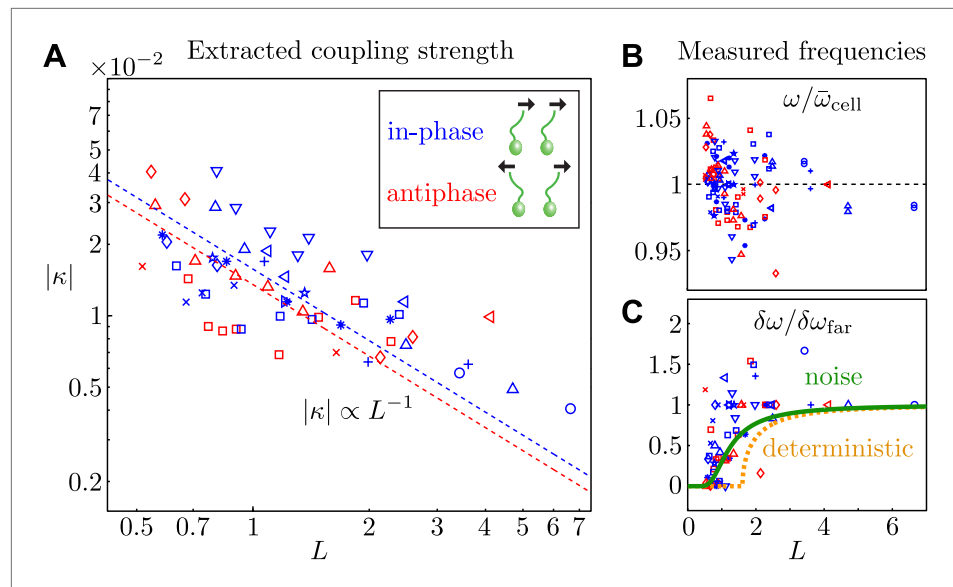 A Extracted coupling strength
×10⁻²
7
5
4
3
2
1
0.5
0.2
|κ|
in-phase
antiphase
|κ| ∝ L⁻¹
0.5 0.7 1 2 3 4 5 6 7
L
B Measured frequencies
ω/ω̄cell
1.05
1
0.95
C
δω/δωfar
2
1.5
1
0.5
0
noise
deterministic
0 2 4 6
L